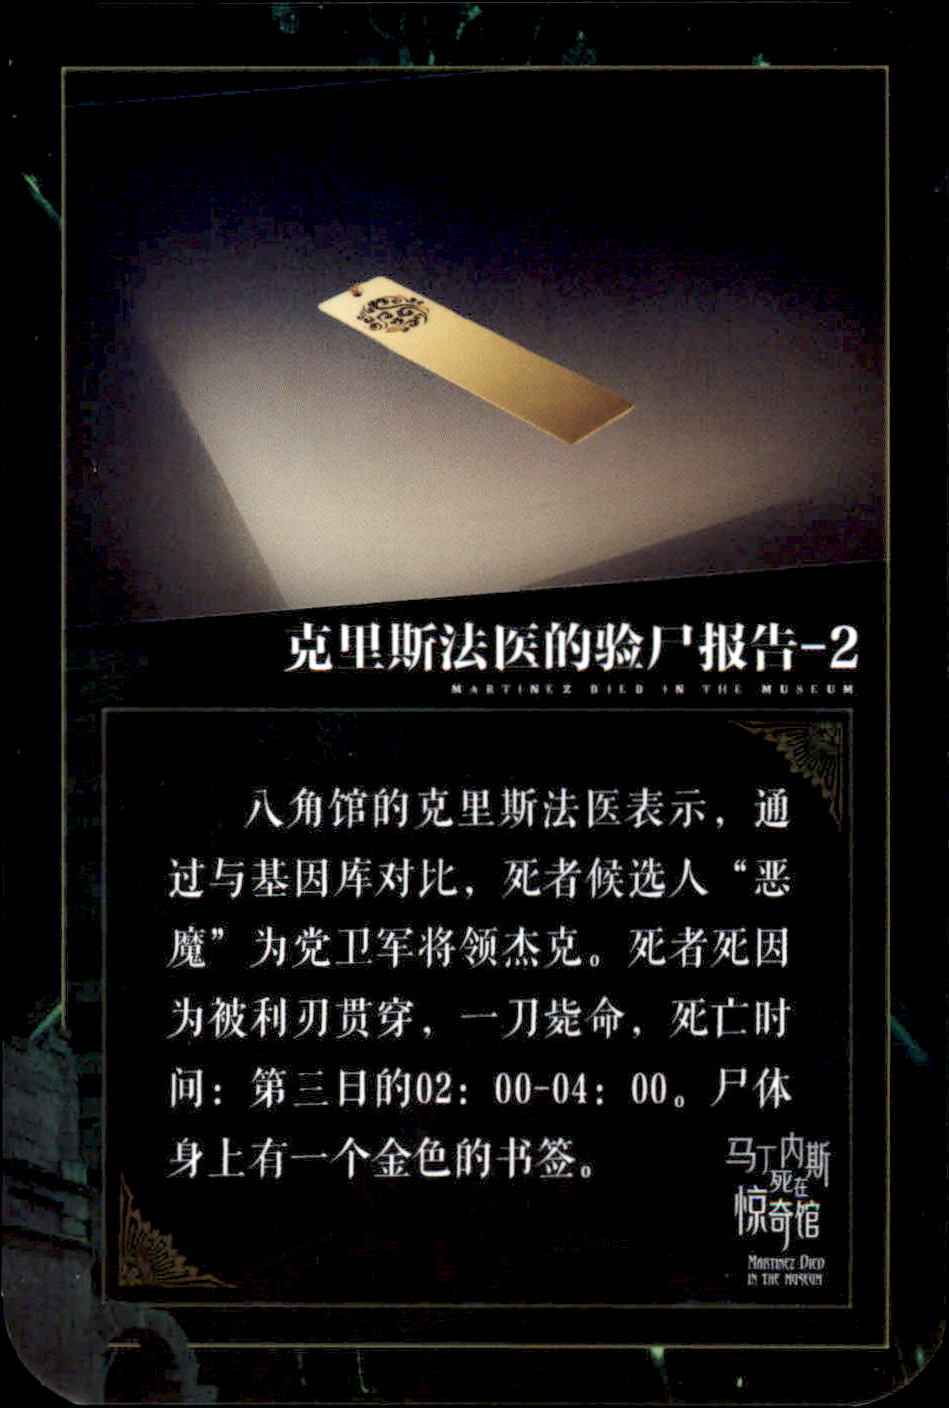 克里斯法医的验尸报告-2
MARTINEZ DIED IN THE MUSEUM
八角馆的克里斯法医表示，通
过与基因库对比，死者候选人“恶
魔”为党卫军将领杰克。死者死因
为被利刃贯穿，一刀毙命，死亡时
间：第三日的02：00-04：00。尸体
身上有一个金色的书签。
马丁内斯
死在
惊奇馆
MARTINEZ DIED
IN THE MUSEUM